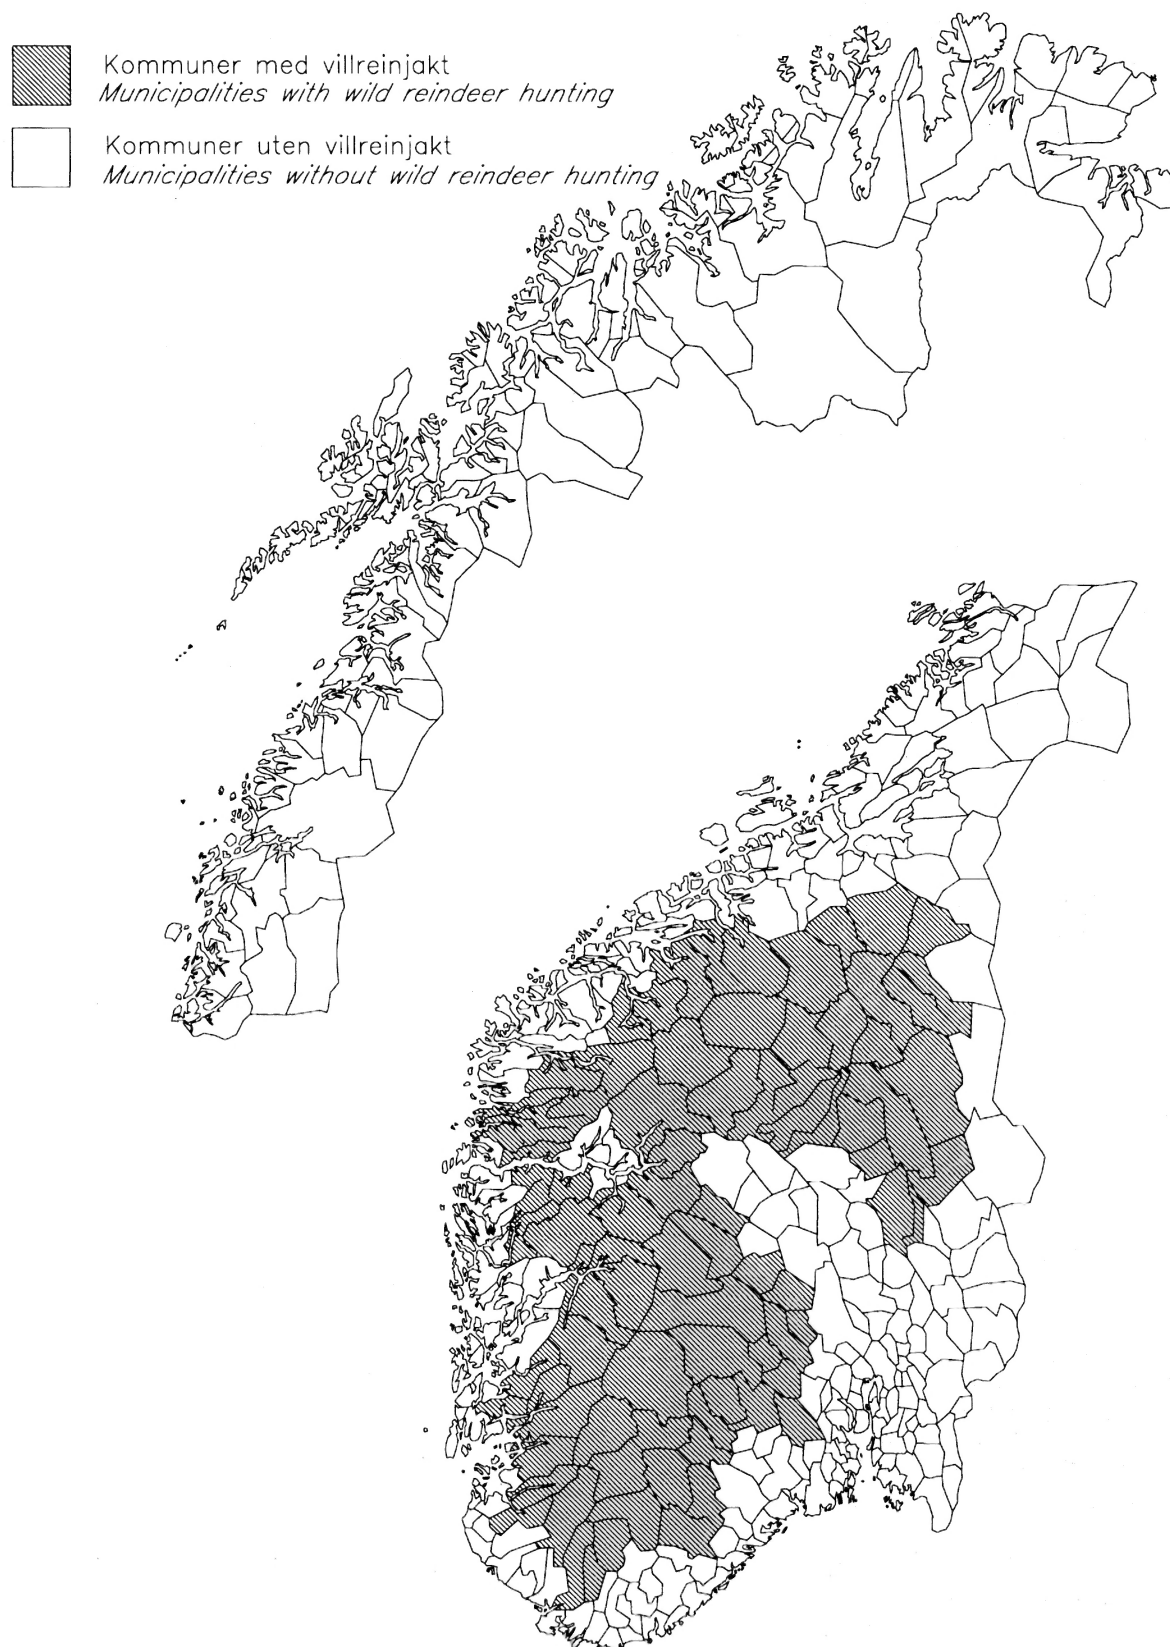 Kommuner med villreinjakt
Municipalities with wild reindeer hunting
Kommuner uten villreinjakt
Municipalities without wild reindeer hunting